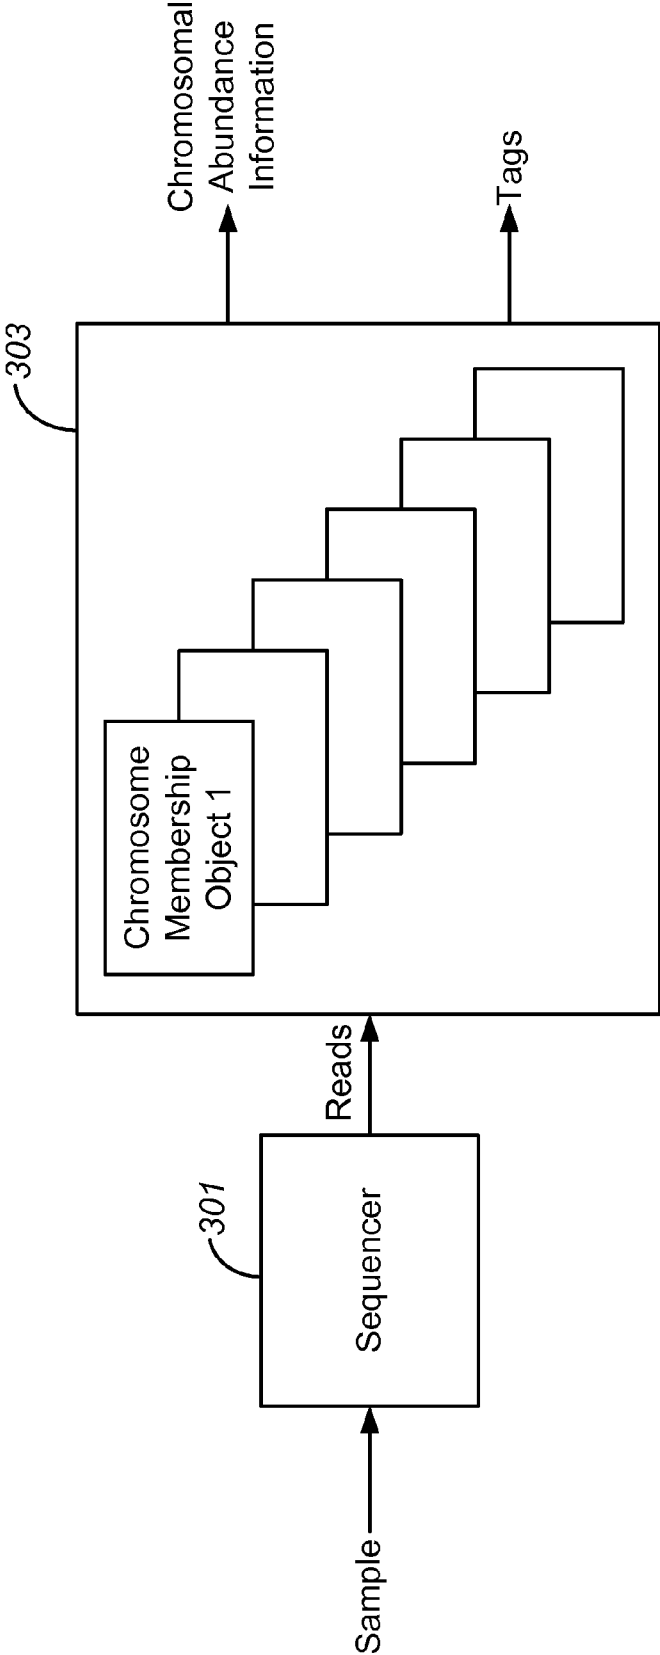 Sample
301
Sequencer
Reads
303
Chromosome
Membership
Object 1
Chromosomal
Abundance
Information
Tags